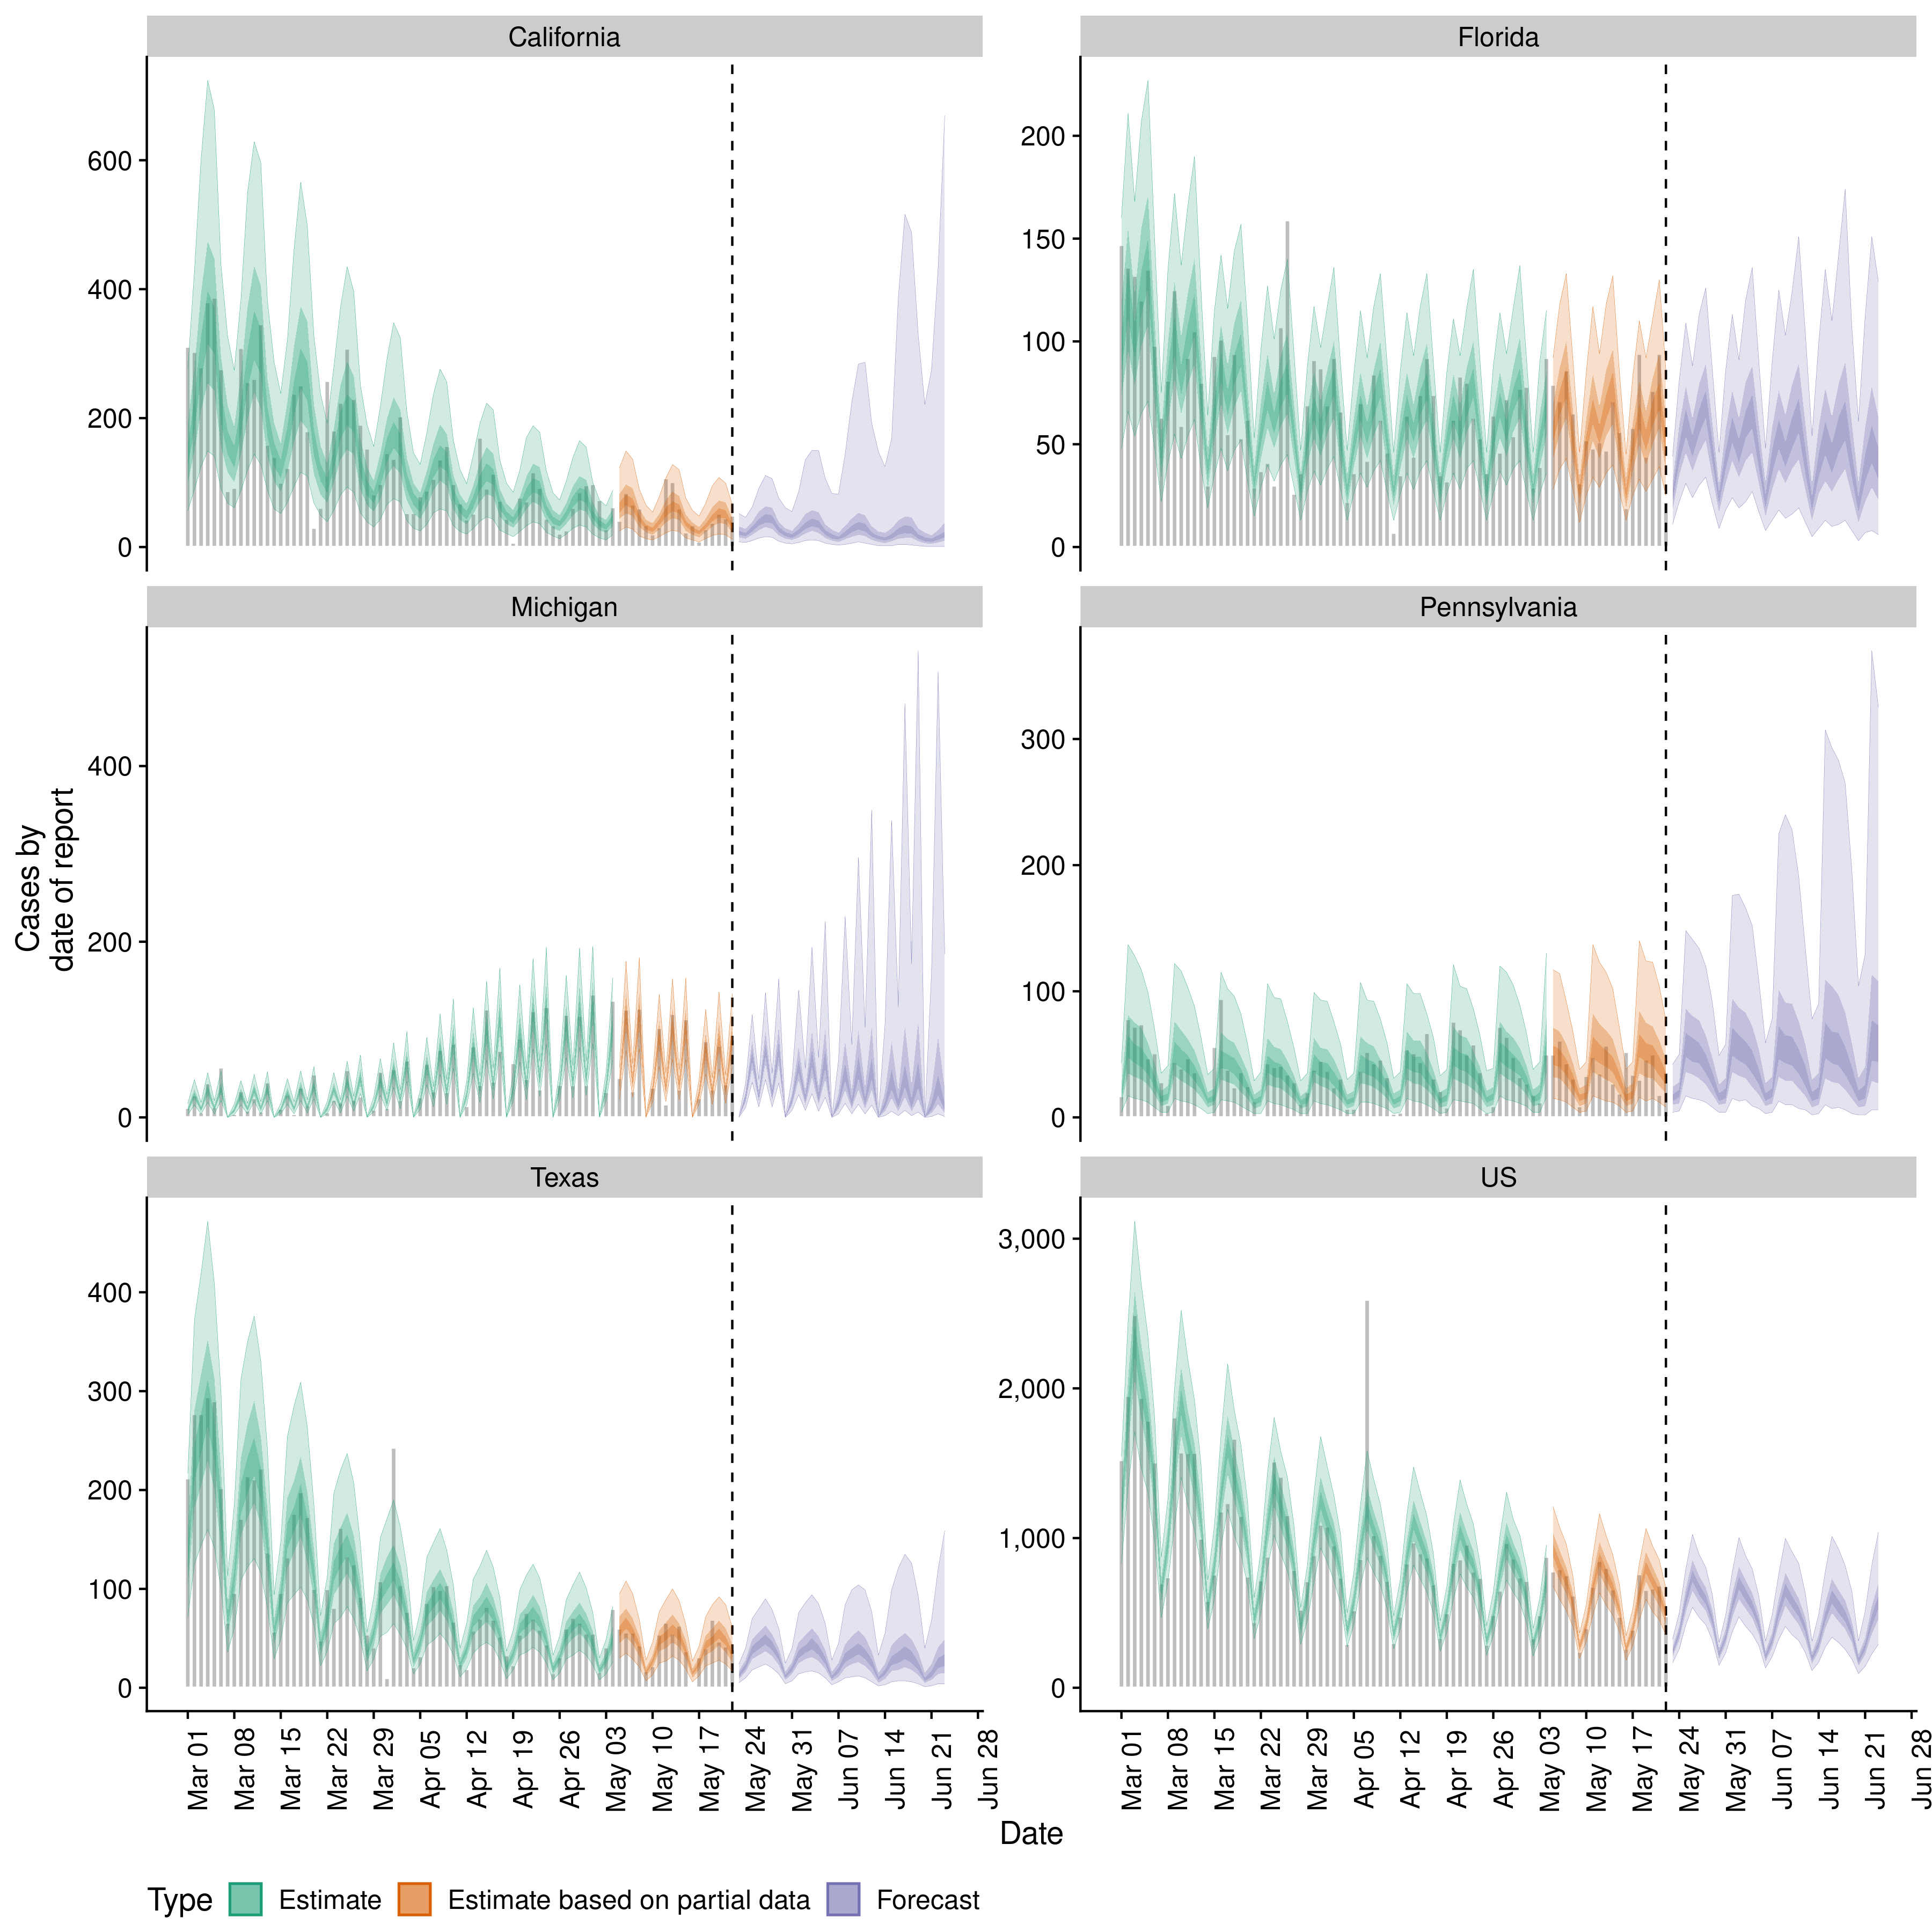 California
Florida
600
400
200
0
200
150
100
50
0
Michigan
Pennsylvania
400
200
0
300
200
100
0
Texas
US
400
300
200
100
0
3,000
2,000
1,000
0
Cases by
date of report
Mar 01
Mar 08
Mar 15
Mar 22
Mar 29
Apr 05
Apr 12
Apr 19
Apr 26
May 03
May 10
May 17
May 24
May 31
Jun 07
Jun 14
Jun 21
Jun 28
Mar 01
Mar 08
Mar 15
Mar 22
Mar 29
Apr 05
Apr 12
Apr 19
Apr 26
May 03
May 10
May 17
May 24
May 31
Jun 07
Jun 14
Jun 21
Jun 28
Date
Type Estimate Estimate based on partial data Forecast